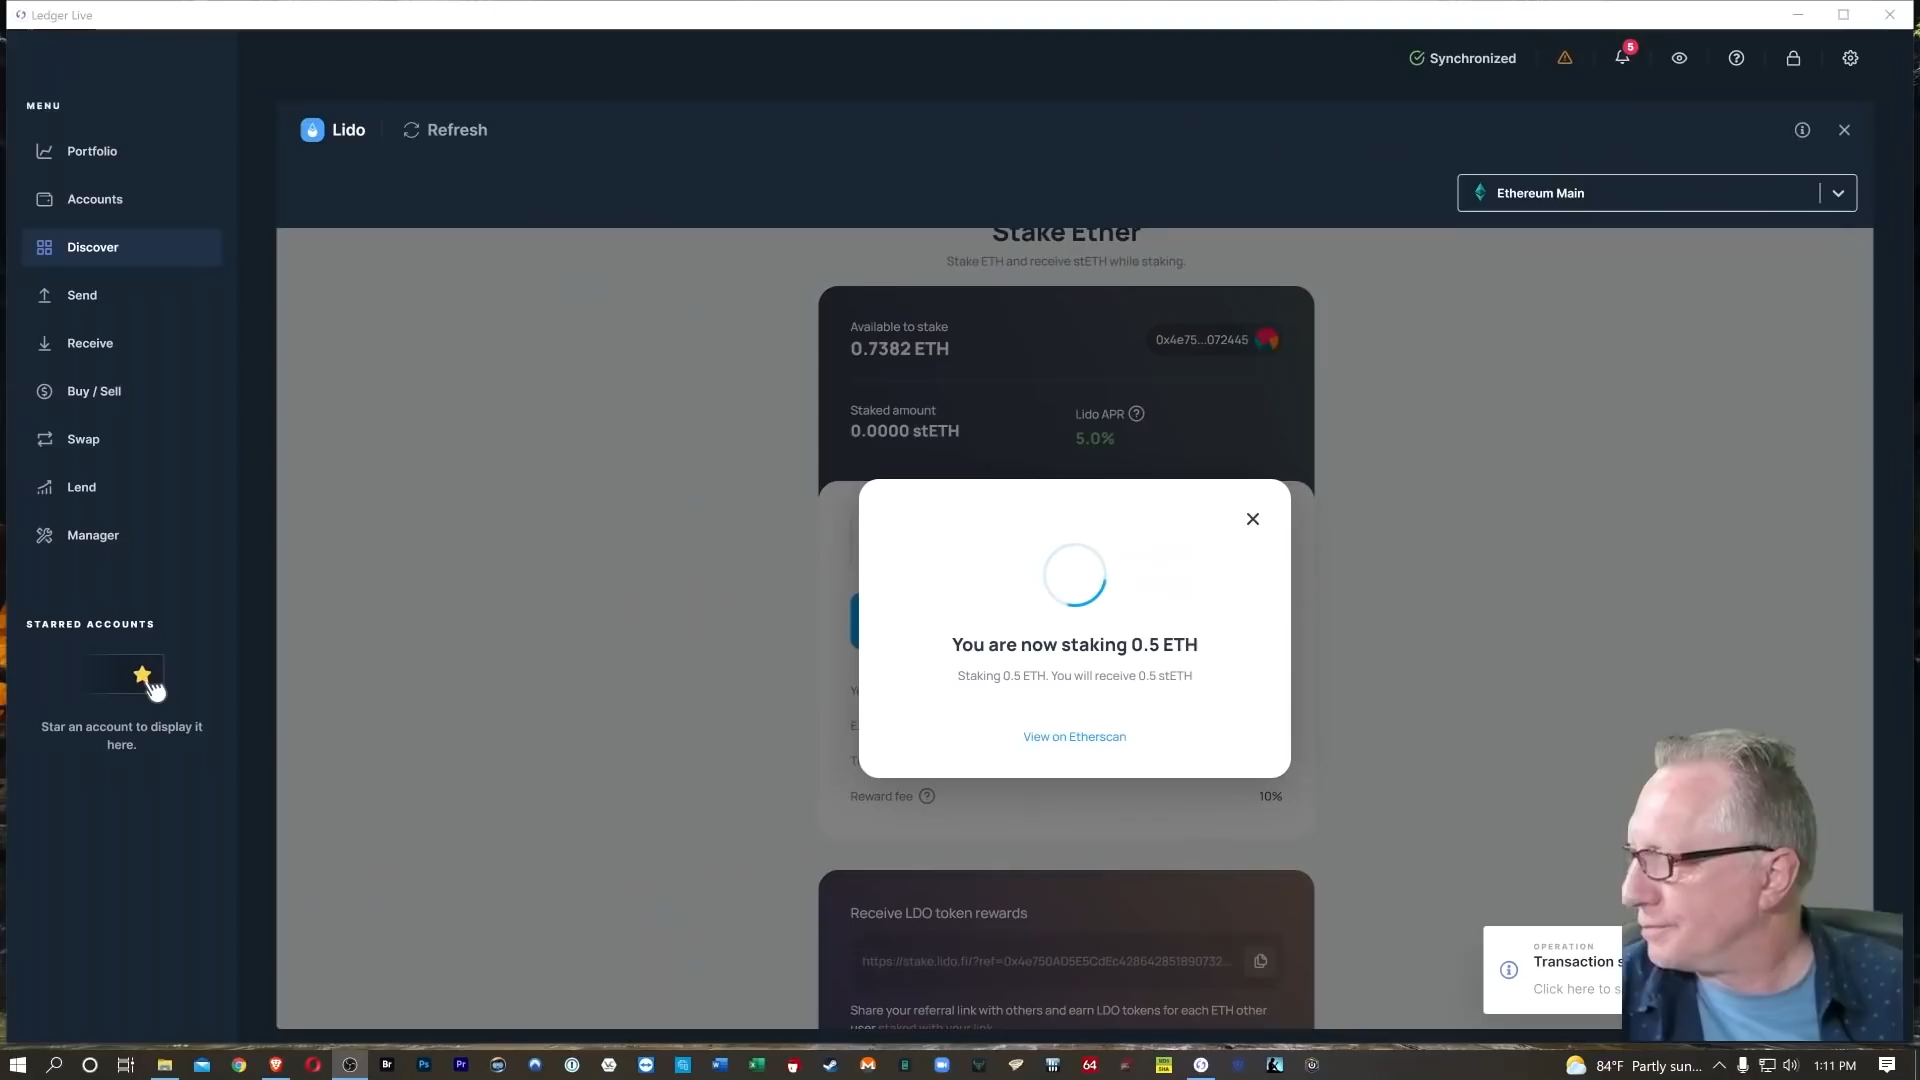 Ledger Live
Synchronized
5
MENU
Portfolio
Accounts
Discover
Send
Receive
Buy / Sell
Swap
Lend
Manager
STARRED ACCOUNTS
Star an account to display it
here.
Lido
Refresh
Ethereum Main
Stake Ether
Stake ETH and receive stETH while staking.
Available to stake
0.7382 ETH
0x4e75...072445
Staked amount
0.0000 stETH
Lido APR
5.0%
You are now staking 0.5 ETH
Staking 0.5 ETH. You will receive 0.5 stETH
View on Etherscan
Reward fee
10%
Receive LDO token rewards
Share your referral link with others and earn LDO tokens for each ETH other
user staked with your link
OPERATION
Transaction s
Click here to s
84°F Partly sun...
1:11 PM